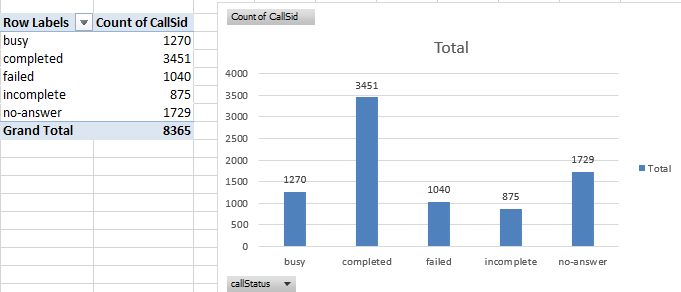 Row Labels Count of CallSid
busy 1270
completed 3451
failed 1040
incomplete 875
no-answer 1729
Grand Total 8365
Count of CallSid
Total
4000
3500
3000
2500
2000
1500
1000
500
0
1270
3451
1040
875
1729
busy completed failed incomplete no-answer
Total
callStatus